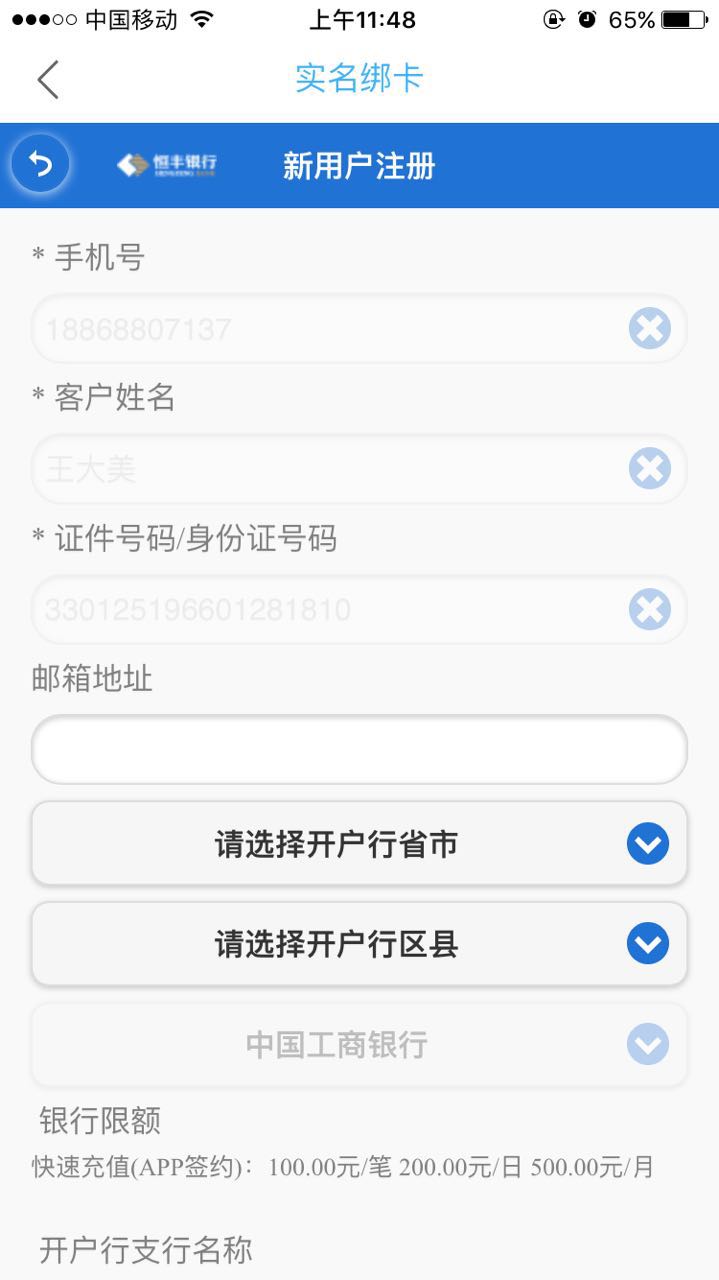 中国移动 上午11:48 65%
实名绑卡
恒丰银行 新用户注册
* 手机号
18868807137
* 客户姓名
王大美
* 证件号码/身份证号码
330125196601281810
邮箱地址
请选择开户行省市
请选择开户行区县
中国工商银行
银行限额
快速充值(APP签约)：100.00元/笔 200.00元/日 500.00元/月
开户行支行名称